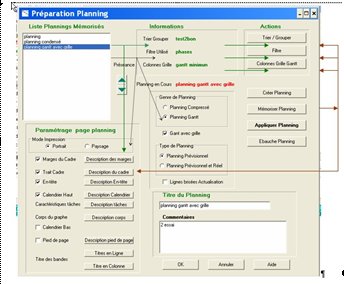 Préparation Planning
Liste Plannings Mémorisés
planning
planning condensé
planning gantt avec grille
Préséance
Informations
Trier Grouper test2bon
Filtre Utilisé phases
Colonnes Grille gantt minimum
Planning en Cours planning gantt avec grille
Genre de Planning
Planning Compressé
Planning Gantt
Gantt avec grille
Type de Planning
Planning Prévisionnel
Planning Prévisionnel et Réel
Lignes brisées Actualisation
Actions
Trier / Grouper
Filtre
Colonnes Grille Gantt
Créer Planning
Mémoriser Planning
Appliquer Planning
Ebauche Planning
Paramétrage page planning
Mode Impression
Portrait Paysage
Marges du Cadre Description des marges
Trait Cadre Description du cadre
En-tête Description En-tête
Calendrier Haut Description Calendrier
Caractéristiques tâches Description tâches
Corps du graphe Description corps
Calendrier Bas
Pied de page Description pied de page
Titre des bandes Titres en Ligne
Titre en Colonne
Titre du Planning
planning gantt avec grille
Commentaires
2 essai
OK Annuler Aide
¶